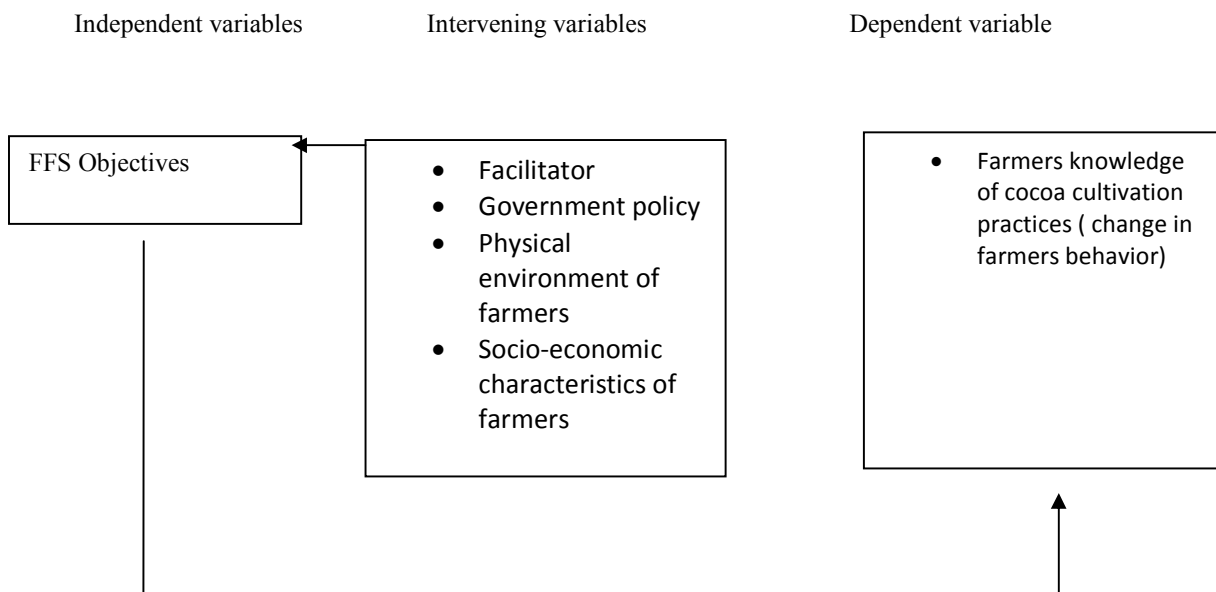 Independent variables Intervening variables Dependent variable
FFS Objectives
• Facilitator
• Government policy
• Physical
environment of
farmers
• Socio-economic
characteristics of
farmers
• Farmers knowledge
of cocoa cultivation
practices ( change in
farmers behavior)